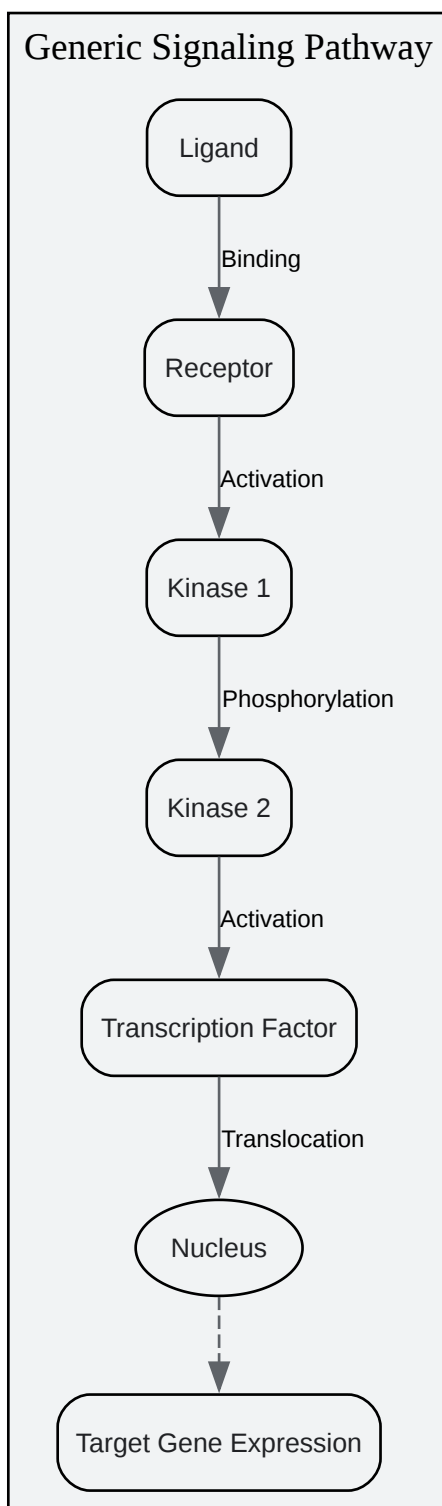 Generic Signaling Pathway
Ligand
Binding
Receptor
Activation
Kinase 1
Phosphorylation
Kinase 2
Activation
Transcription Factor
Translocation
Nucleus
Target Gene Expression